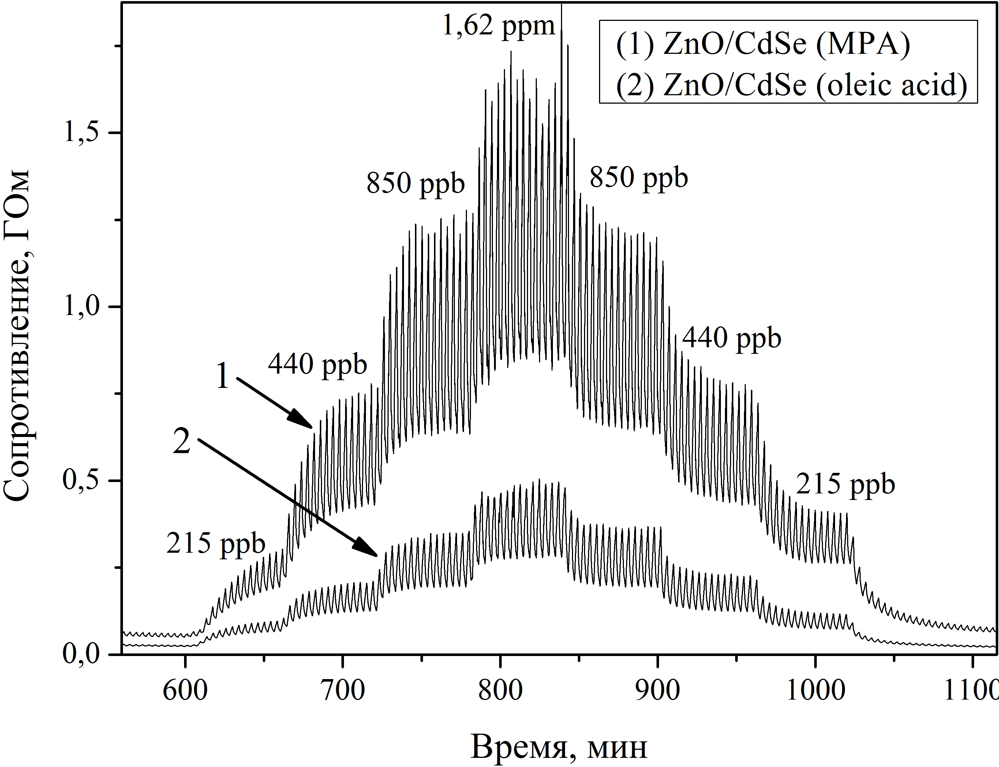 1,62 ppm
(1) ZnO/CdSe (MPA)
(2) ZnO/CdSe (oleic acid)
850 ppb
850 ppb
440 ppb
440 ppb
1
2
215 ppb
215 ppb
Сопротивление, ГОм
1,5
1,0
0,5
0,0
600 700 800 900 1000 1100
Время, мин